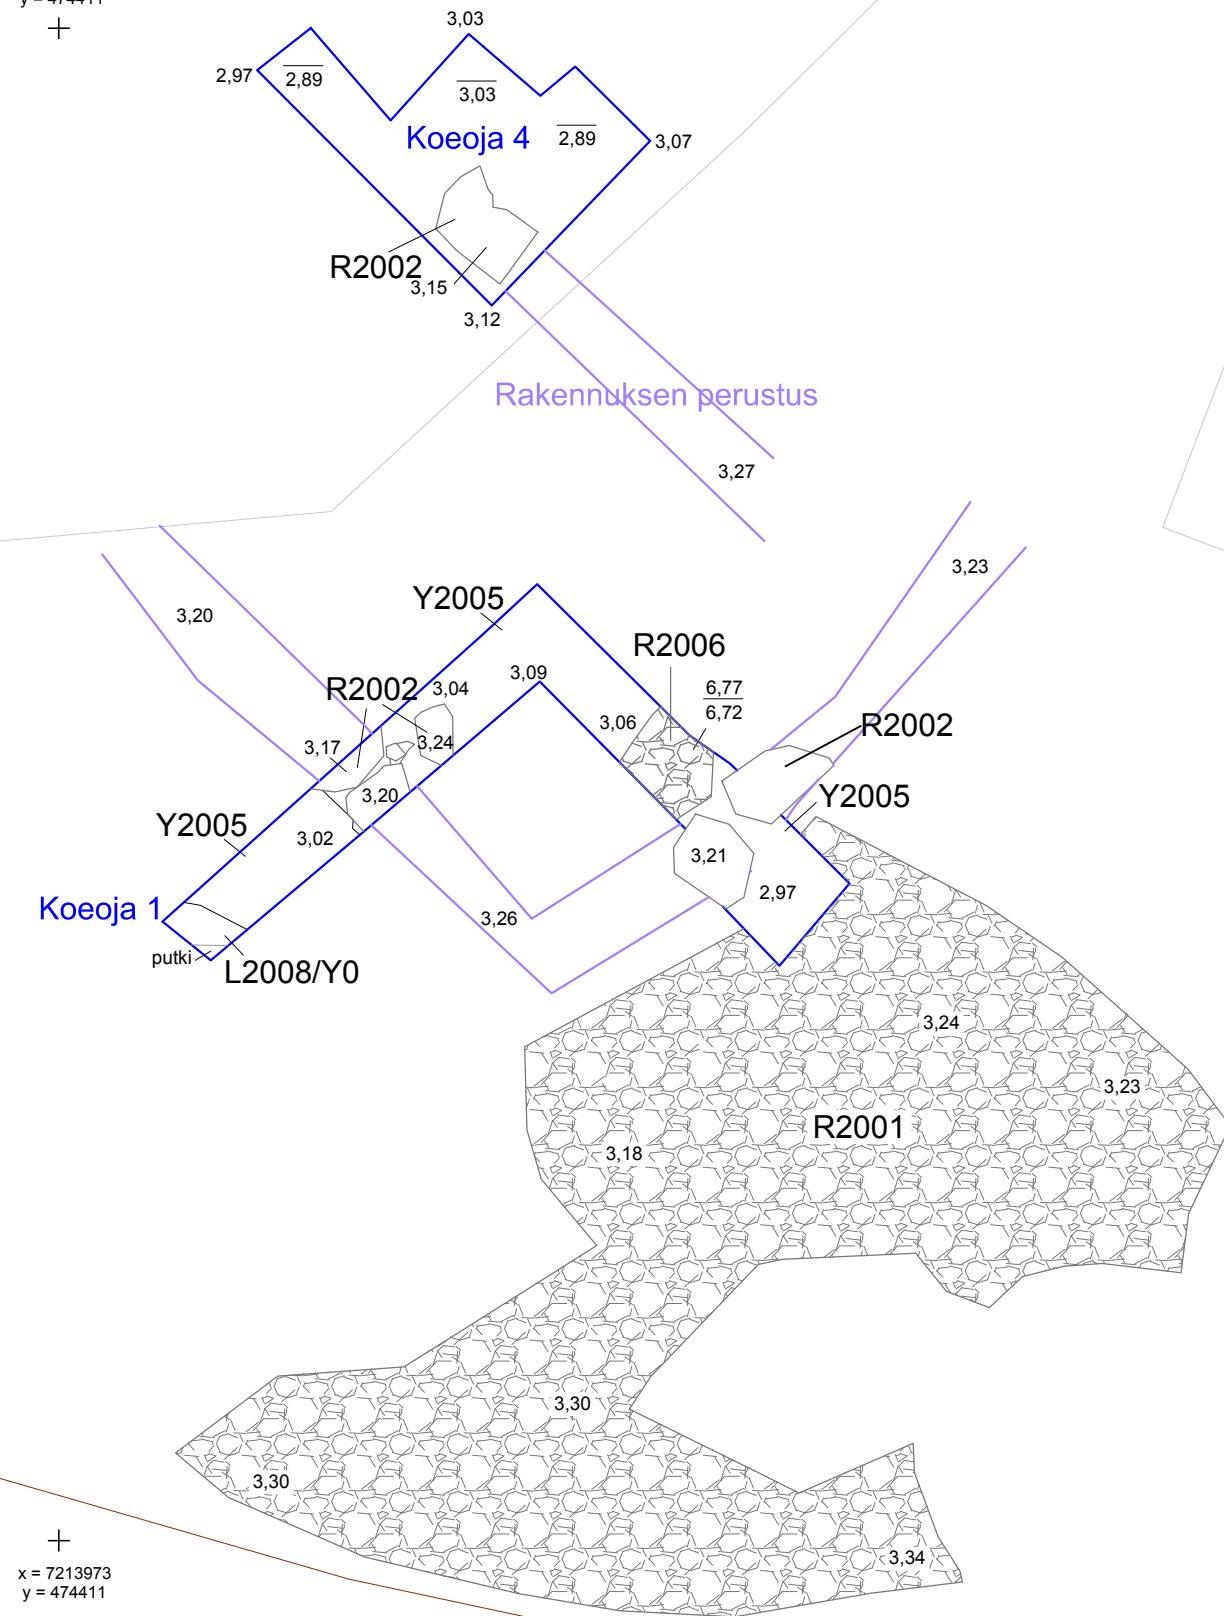 y = 474411
3,03
2,97
2,89
3,03
2,89
Koeoja 4
3,07
R2002
3,15
3,12
Rakennuksen perustus
3,27
3,23
3,20
Y2005
R2006
3,09
R2002
3,04
6,77
6,72
3,06
R2002
3,17
3,24
3,20
Y2005
Y2005
3,02
3,21
2,97
Koeoja 1
3,26
putki
L2008/Y0
3,24
3,23
R2001
3,18
3,30
3,30
3,34
x = 7213973
y = 474411